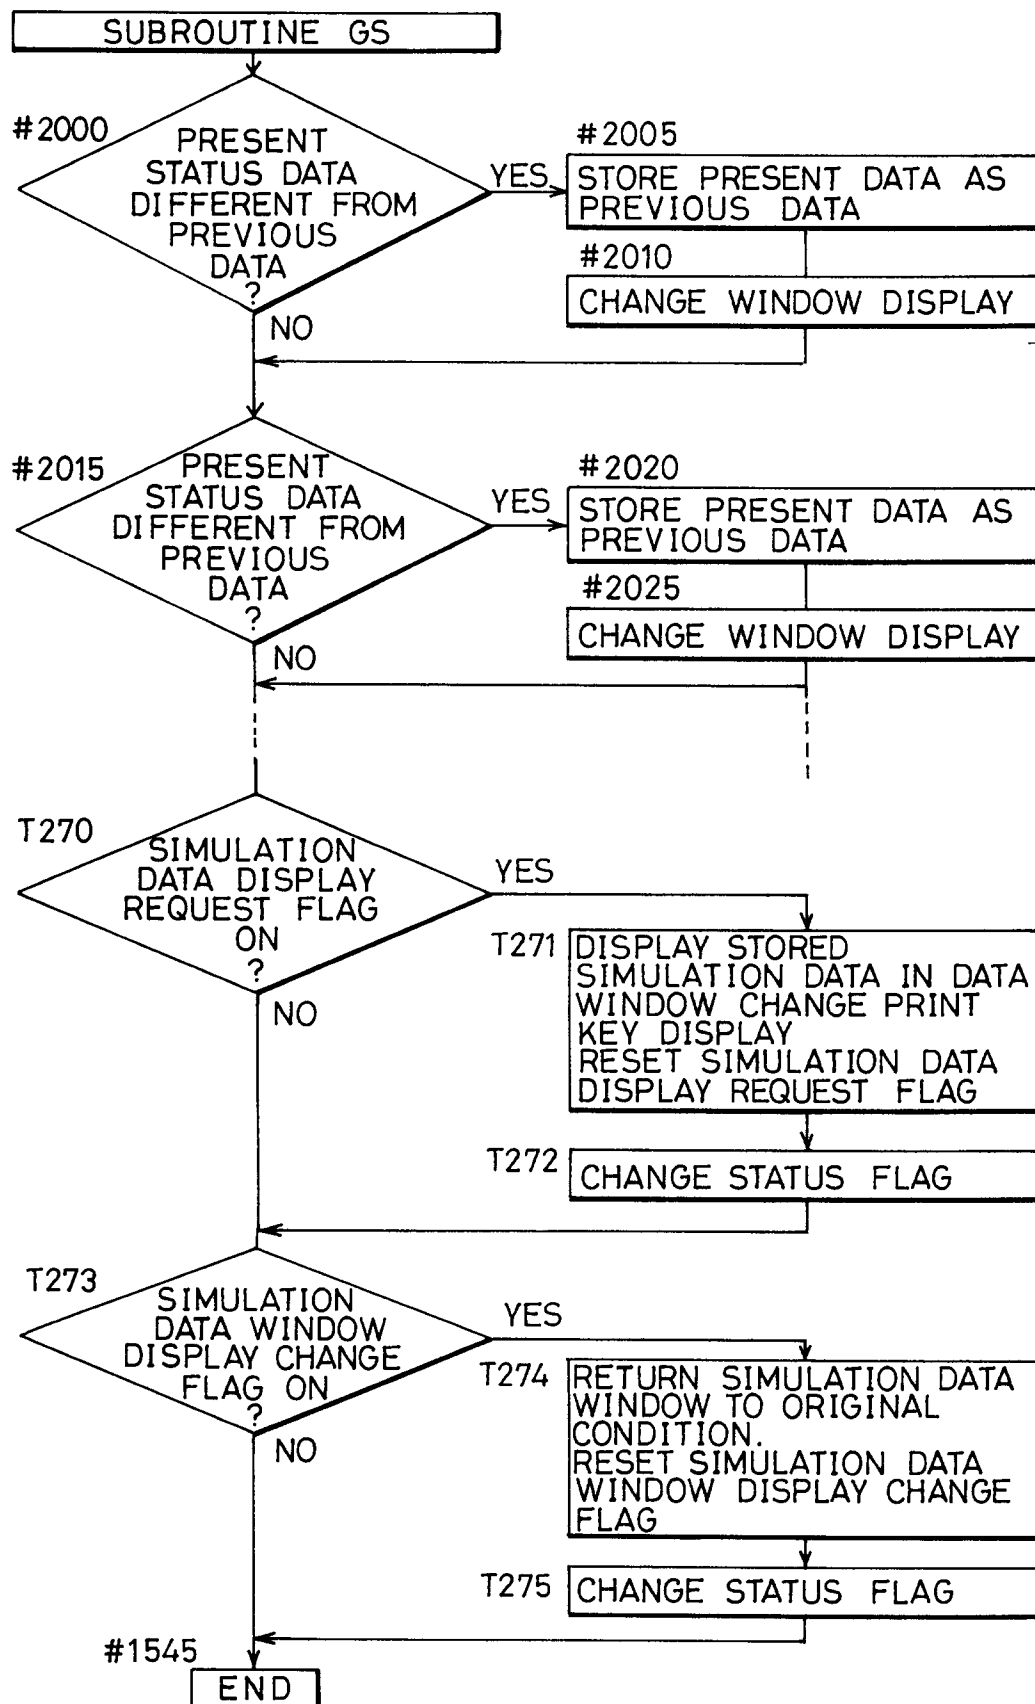 SUBROUTINE GS
#2000
PRESENT
STATUS DATA
DIFFERENT FROM
PREVIOUS
DATA
?
YES
NO
#2005
STORE PRESENT DATA AS
PREVIOUS DATA
#2010
CHANGE WINDOW DISPLAY
#2015
PRESENT
STATUS DATA
DIFFERENT FROM
PREVIOUS
DATA
?
YES
NO
#2020
STORE PRESENT DATA AS
PREVIOUS DATA
#2025
CHANGE WINDOW DISPLAY
T270
SIMULATION
DATA DISPLAY
REQUEST FLAG
ON
?
YES
NO
T271
DISPLAY STORED
SIMULATION DATA IN DATA
WINDOW CHANGE PRINT
KEY DISPLAY
RESET SIMULATION DATA
DISPLAY REQUEST FLAG
T272
CHANGE STATUS FLAG
T273
SIMULATION
DATA WINDOW
DISPLAY CHANGE
FLAG ON
?
YES
NO
T274
RETURN SIMULATION DATA
WINDOW TO ORIGINAL
CONDITION.
RESET SIMULATION DATA
WINDOW DISPLAY CHANGE
FLAG
T275
CHANGE STATUS FLAG
#1545
END